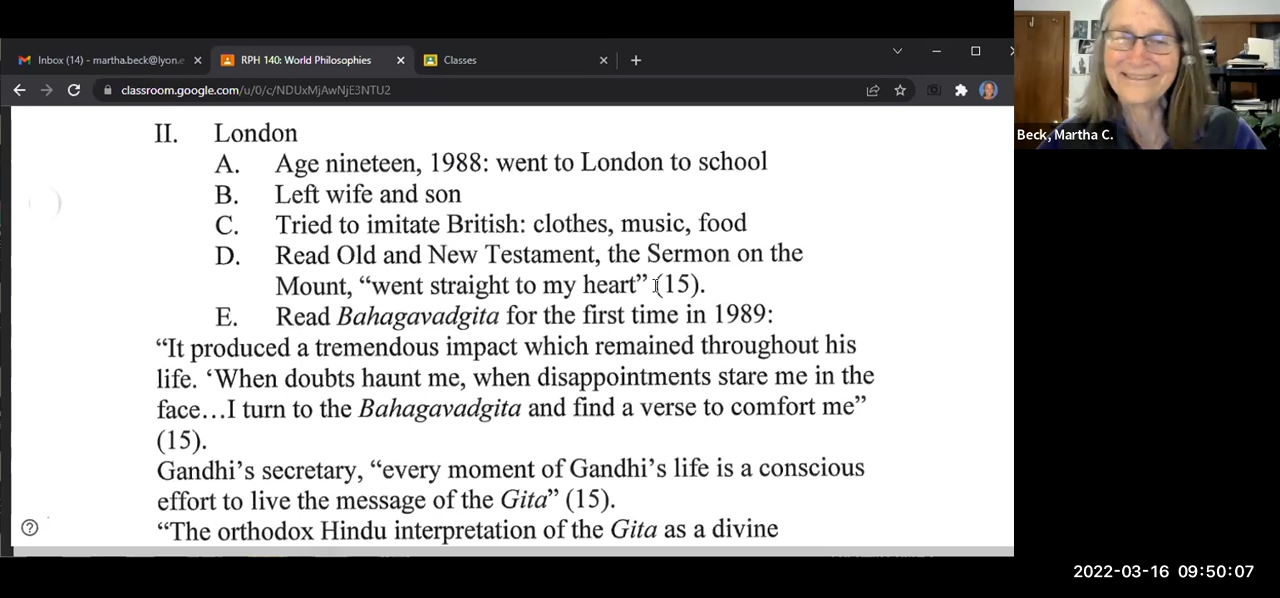 Inbox (14) - martha.beck@lyon.e
RPH 140: World Philosophies
Classes
classroom.google.com/u/0/c/NDUxMjAwNjE3NTU2
Beck, Martha C.
II. London
A. Age nineteen, 1988: went to London to school
B. Left wife and son
C. Tried to imitate British: clothes, music, food
D. Read Old and New Testament, the Sermon on the
Mount, “went straight to my heart” (15).
E. Read Bahagavadgita for the first time in 1989:
“It produced a tremendous impact which remained throughout his
life. ‘When doubts haunt me, when disappointments stare me in the
face…I turn to the Bahagavadgita and find a verse to comfort me”
(15).
Gandhi’s secretary, “every moment of Gandhi’s life is a conscious
effort to live the message of the Gita” (15).
“The orthodox Hindu interpretation of the Gita as a divine
2022-03-16 09:50:07